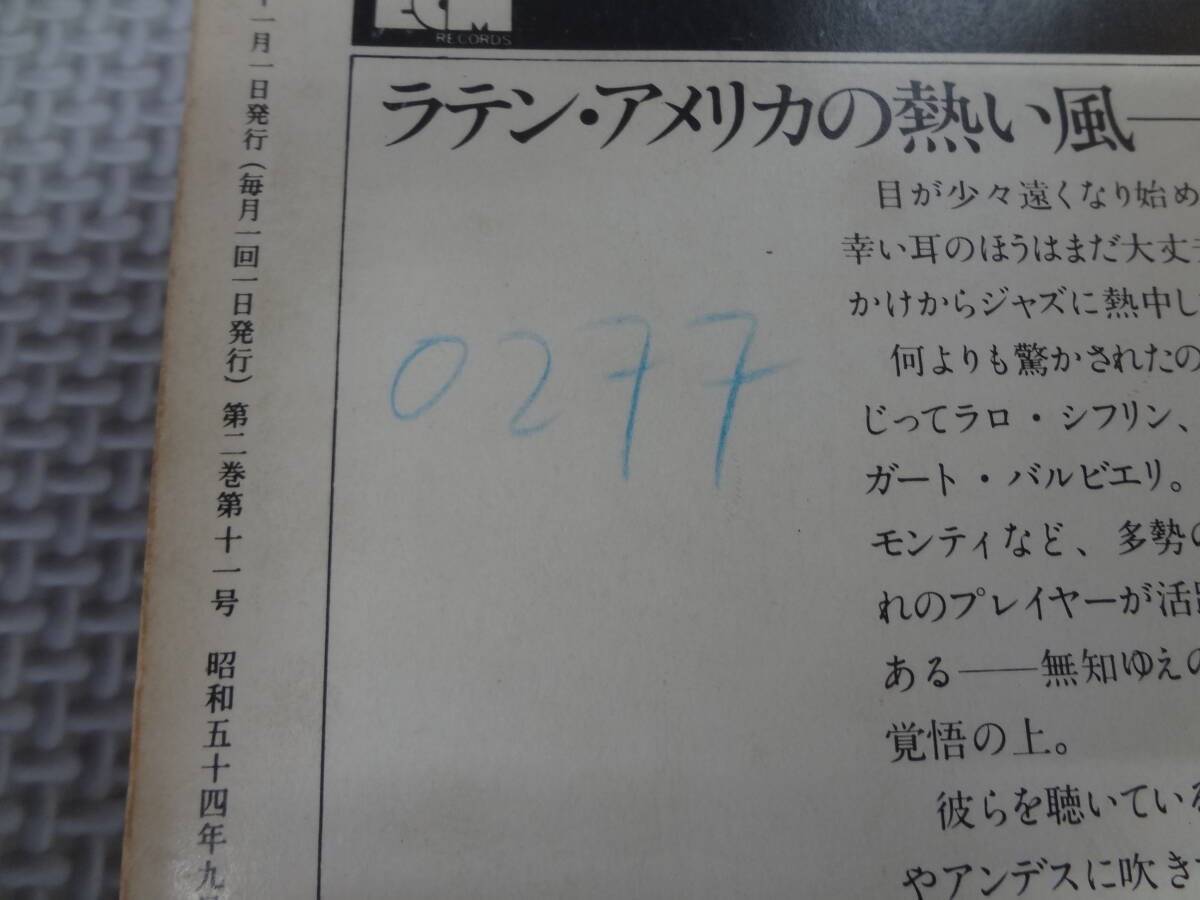 RECORDS
ラテン・アメリカの熱い風—
目が少々遠くなり始め
幸い耳のほうはまだ大丈
かけからジャズに熱中し
何よりも驚かされたの
じってラロ・シフリン、
ガート・バルビエリ。
モンティなど、多勢の
れのプレイヤーが活
ある——無知ゆえの
覚悟の上。
彼らを聴いている
やアンデスに吹き
0277
十一月一日発行（毎月一回一日発行）第二巻第十一号 昭和五十四年九